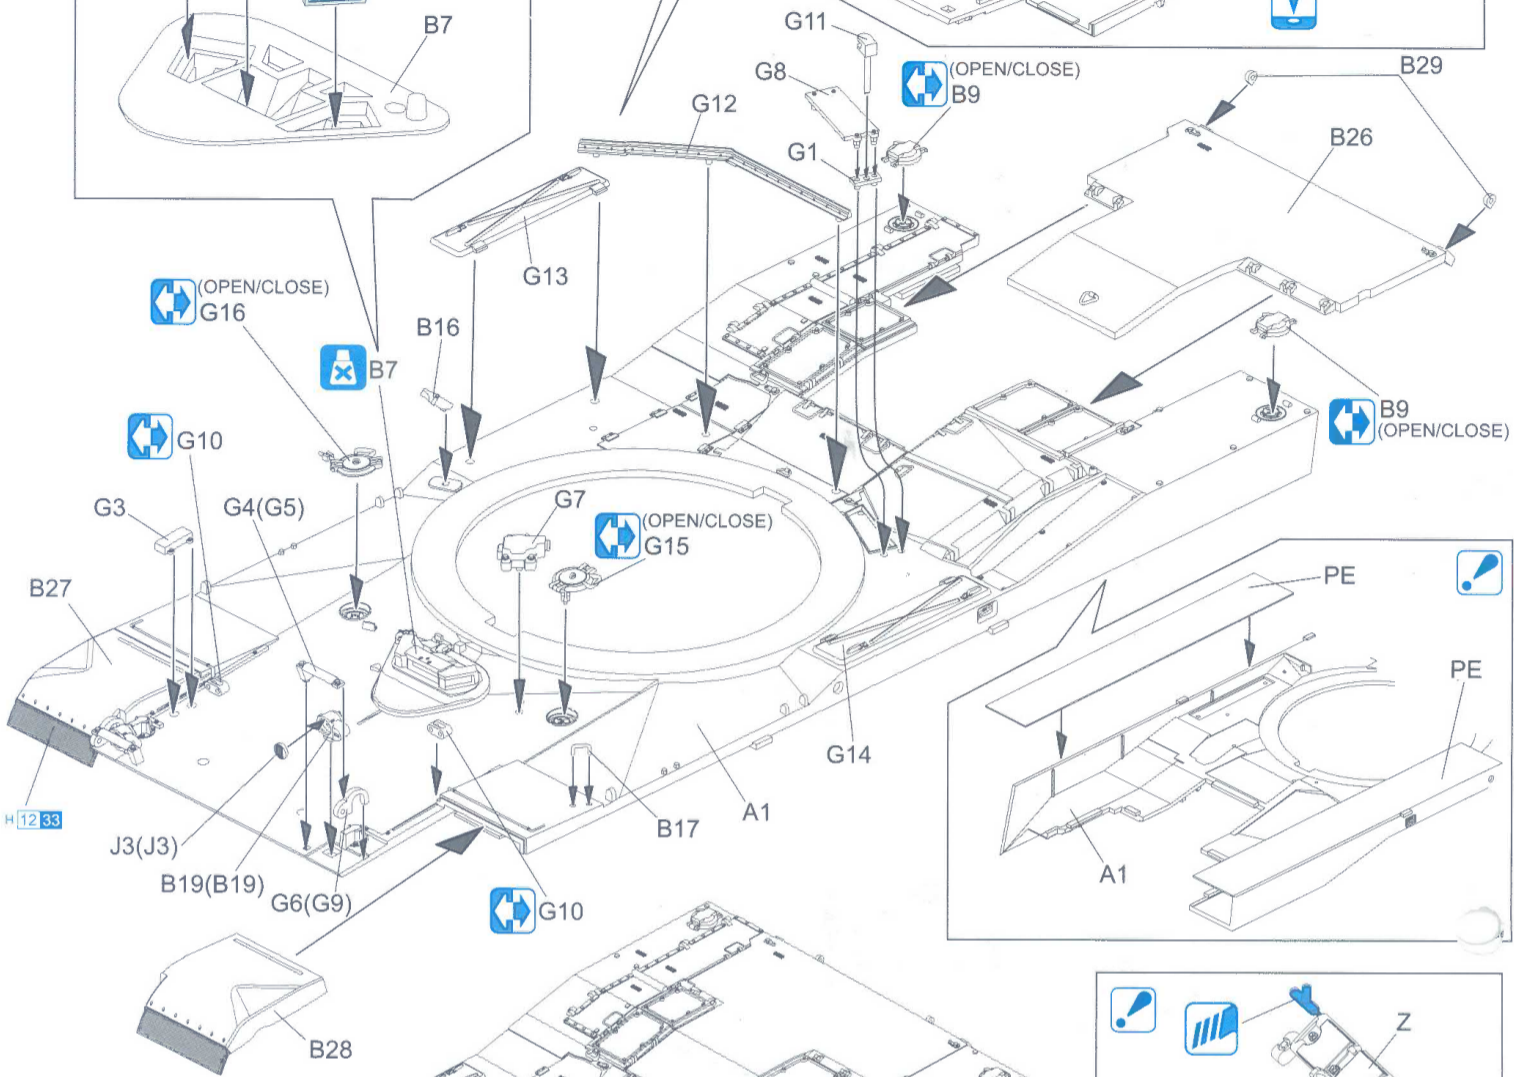 B7
G11
G8
(OPEN/CLOSE)
B9
B29
G12
G1
B26
G13
(OPEN/CLOSE)
G16
B16
B7
B9
(OPEN/CLOSE)
G10
G3
G4(G5)
G7
(OPEN/CLOSE)
G15
B27
PE
PE
G14
A1
B17
H 12 33
J3(J3)
B19(B19)
G6(G9)
G10
A1
B28
Z